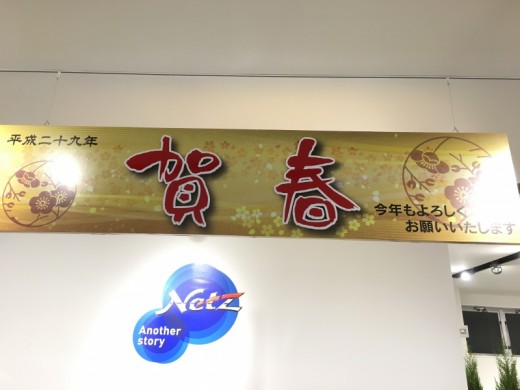 平成二十九年
賀春
今年もよろしく
お願いいたします
Netz
Another
story